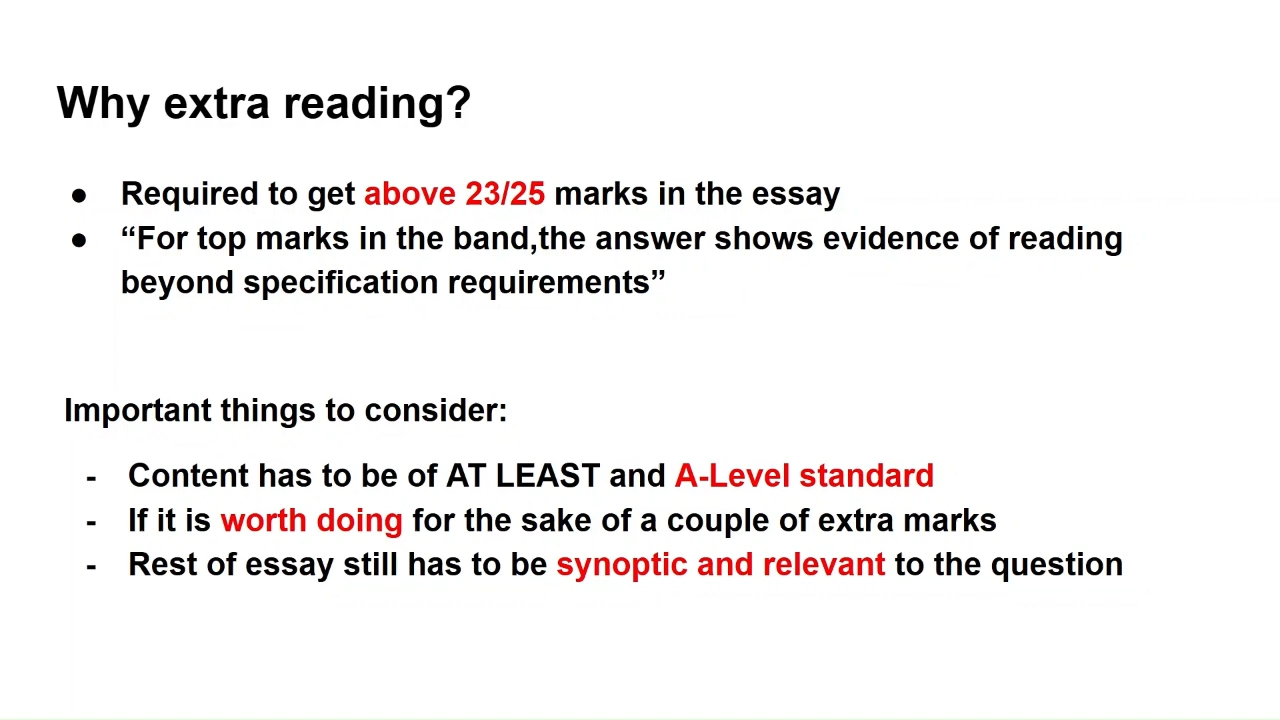 Why extra reading?
● Required to get above 23/25 marks in the essay
● “For top marks in the band,the answer shows evidence of reading
beyond specification requirements”
Important things to consider:
- Content has to be of AT LEAST and A-Level standard
- If it is worth doing for the sake of a couple of extra marks
- Rest of essay still has to be synoptic and relevant to the question